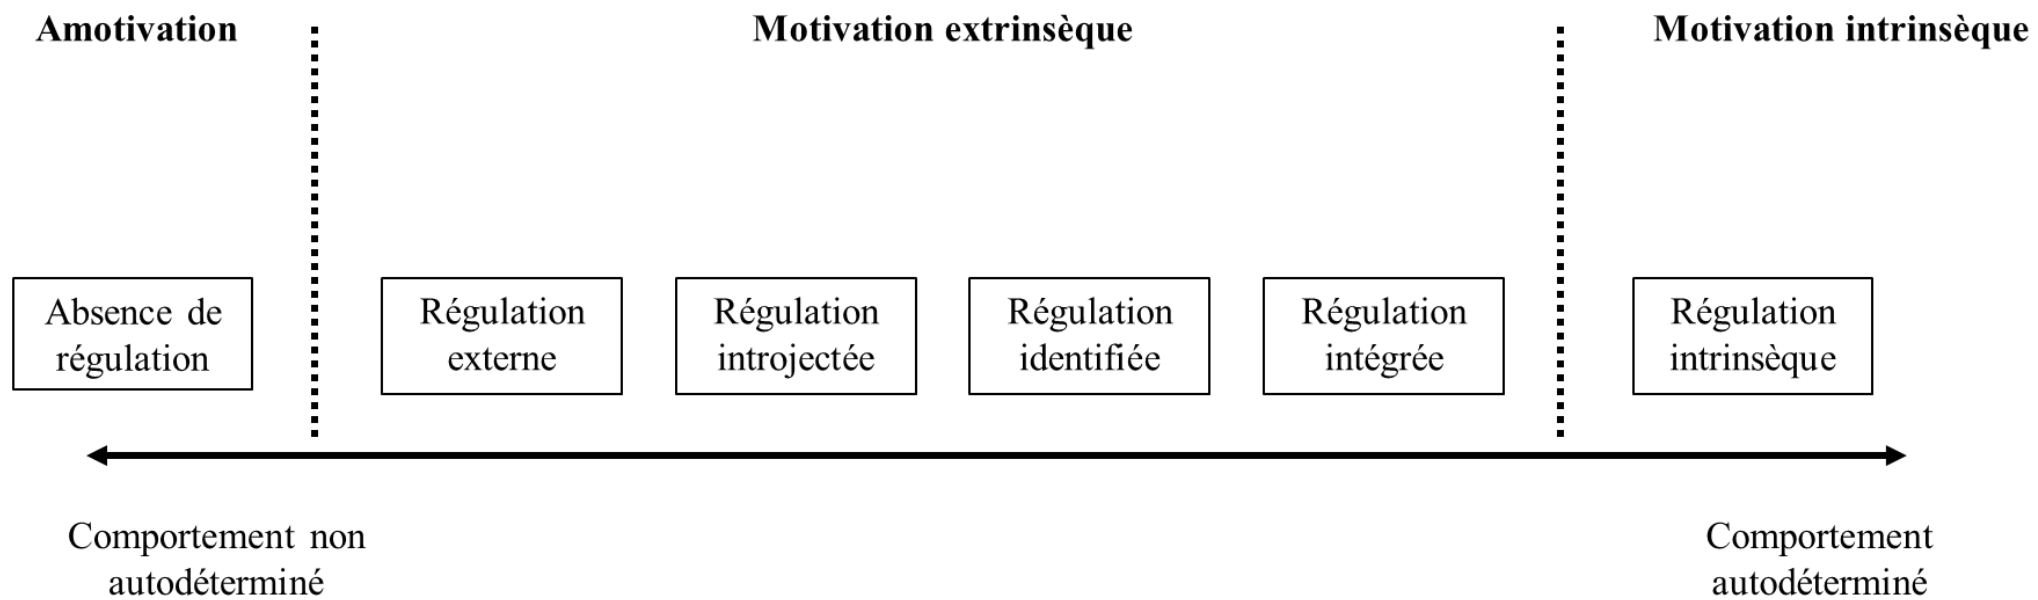 Amotivation
Motivation extrinsèque
Motivation intrinsèque
Absence de
régulation
Régulation
externe
Régulation
introjectée
Régulation
identifiée
Régulation
intégrée
Régulation
intrinsèque
Comportement non
autodéterminé
Comportement
autodéterminé